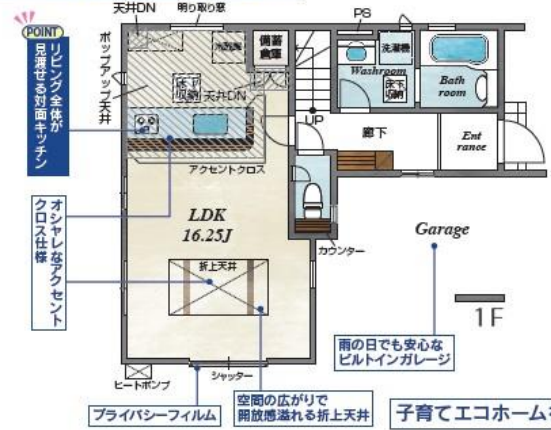 天井DN
明り取り窓
POINT
リビング全体が
見渡せる対面キッチン
ポップアップ天井
冷蔵庫
備蓄
倉庫
PS
洗濯機
Washroom
床下
収納
Bath
room
床下
収納
天井DN
UP
廊下
Ent
rance
アクセントクロス
オシャレなアクセント
クロス仕様
LDK
16.25J
カウンター
Garage
折上天井
1F
雨の日でも安心な
ビルトインガレージ
シャッター
ヒートポンプ
プライバシーフィルム
空間の広がりで
開放感溢れる折上天井
子育てエコホーム